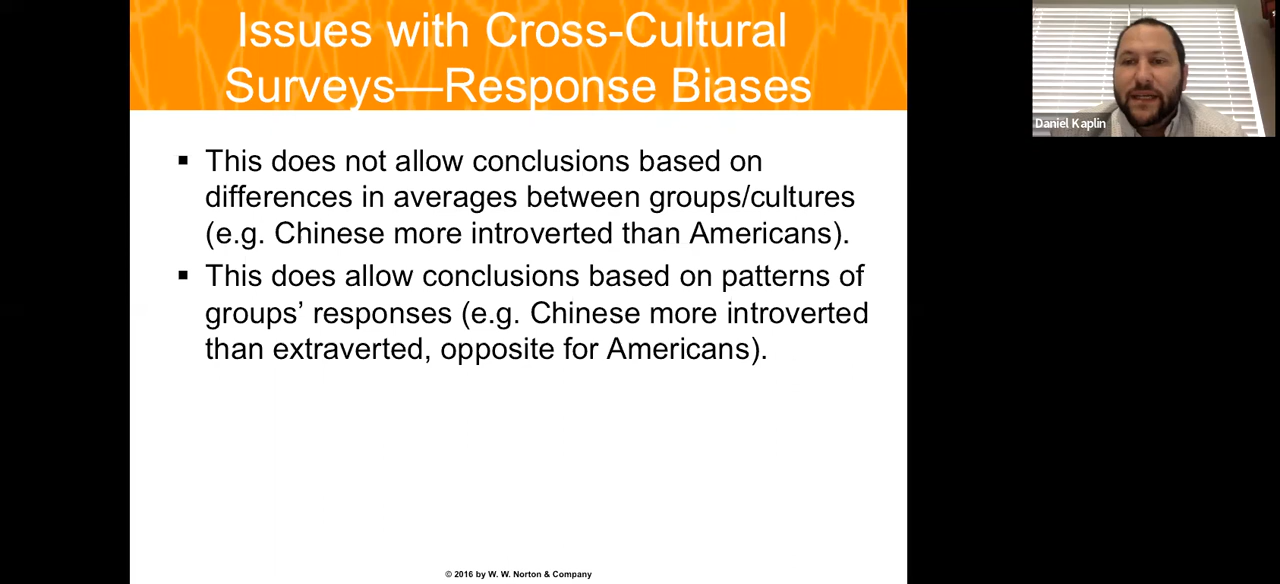 Issues with Cross-Cultural
Surveys—Response Biases
▪ This does not allow conclusions based on
differences in averages between groups/cultures
(e.g. Chinese more introverted than Americans).
▪ This does allow conclusions based on patterns of
groups’ responses (e.g. Chinese more introverted
than extraverted, opposite for Americans).
© 2016 by W. W. Norton & Company
Daniel Kaplin